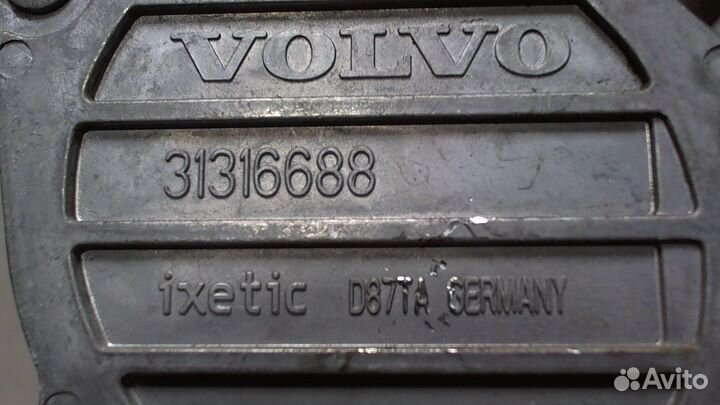 VOLVO
31316688
ixetic D87TA GERMANY
Avito